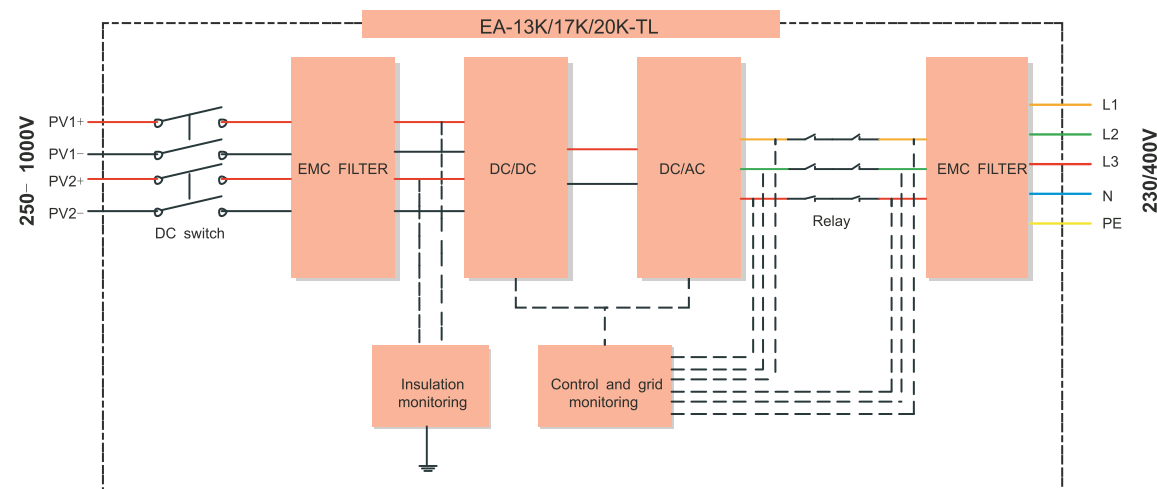 EA-13K/17K/20K-TL
250– 1000V
PV1+
PV1–
PV2+
PV2–
DC switch
EMC FILTER
DC/DC
DC/AC
Relay
EMC FILTER
L1
L2
L3
N
PE
230/400V
Insulation
monitoring
Control and grid
monitoring